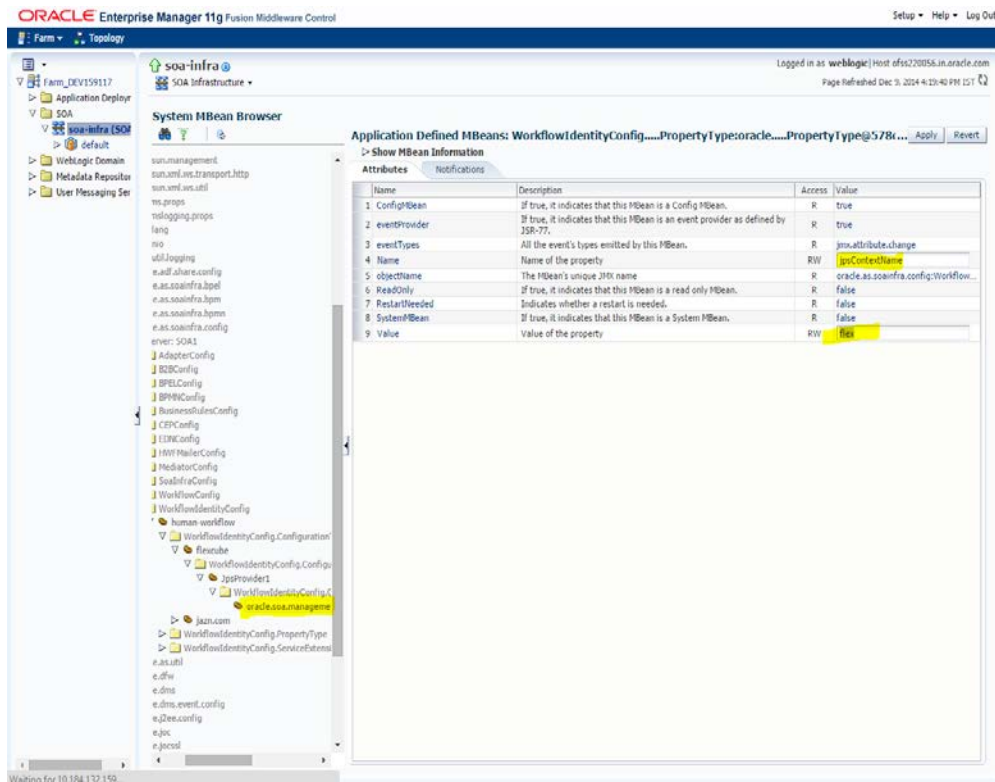 ORACLE Enterprise Manager 11g Fusion Middleware Control
Setup Help Log Out
Farm Topology
Farm_DEV159117
Application Deployr
SOA
soa-infra (SOA
default
WebLogic Domain
Metadata Repositor
User Messaging Ser
soa-infra
SOA Infrastructure
Logged in as weblogic| Host ofss220056.in.oracle.com
Page Refreshed Dec 9, 2014 4:19:40 PM IST
System MBean Browser
sun.management
sun.xml.ws.transport.http
sun.xml.ws.util
ms.props
nslogging.props
lang
nio
util.logging
e.adf.share.config
e.as.soainfra.bpel
e.as.soainfra.bpm
e.as.soainfra.bpmn
e.as.soainfra.config
erver: SOA1
AdapterConfig
B2BConfig
BPELConfig
BPMNConfig
BusinessRulesConfig
CEPConfig
EDNConfig
HWFMailerConfig
MediatorConfig
SoaInfraConfig
WorkflowConfig
WorkflowIdentityConfig
human-workflow
WorkflowIdentityConfig.Configuration
flexcube
WorkflowIdentityConfig.Configu
JpsProvider1
WorkflowIdentityConfig.C
oracle.soa.manageme
jazn.com
WorkflowIdentityConfig.PropertyType
WorkflowIdentityConfig.ServiceExtensi
e.as.util
e.dfw
e.dms
e.dms.event.config
e.j2ee.config
e.joc
e.jocssl
Application Defined MBeans: WorkflowIdentityConfig.....PropertyType:oracle.....PropertyType@578(... Apply Revert
Show MBean Information
Attributes Notifications
Name Description Access Value
1 ConfigMBean If true, it indicates that this MBean is a Config MBean. R true
2 eventProvider If true, it indicates that this MBean is an event provider as defined by JSR-77. R true
3 eventTypes All the event's types emitted by this MBean. R jmx.attribute.change
4 Name Name of the property RW jpsContextName
5 objectName The MBean's unique JMX name R oracle.as.soainfra.config:Workflow...
6 ReadOnly If true, it indicates that this MBean is a read only MBean. R false
7 RestartNeeded Indicates whether a restart is needed. R false
8 SystemMBean If true, it indicates that this MBean is a System MBean. R false
9 Value Value of the property RW flex
Waiting for 10.184.132.159...